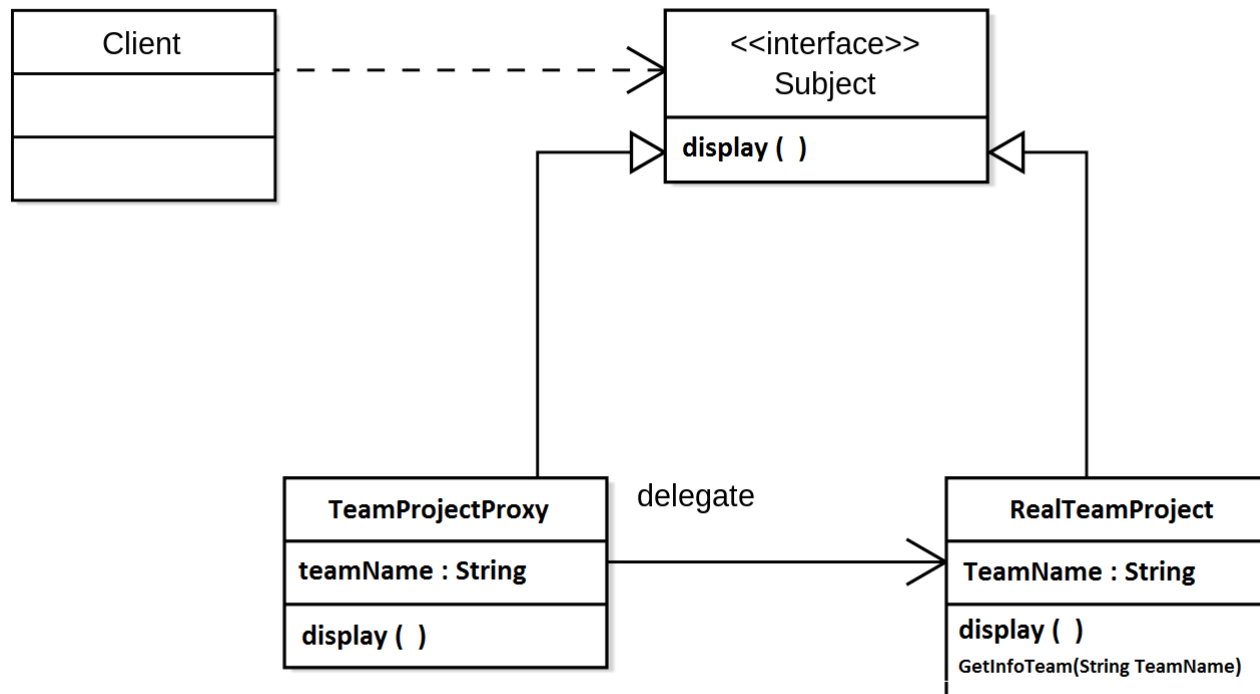 Client
<<interface>>
Subject
display ( )
TeamProjectProxy
teamName : String
display ( )
delegate
RealTeamProject
TeamName : String
display ( )
GetInfoTeam(String TeamName)